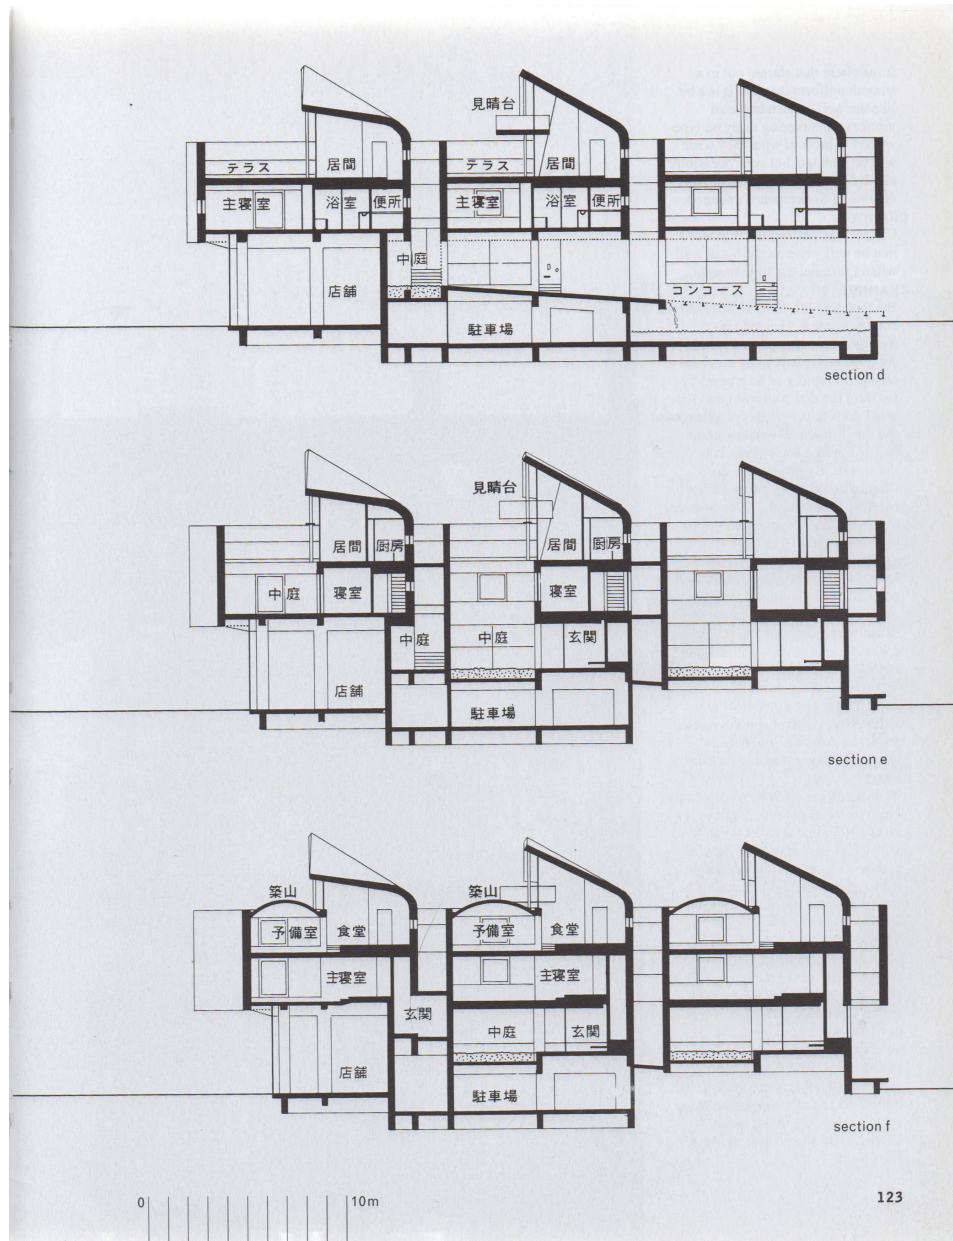 見晴台
テラス 居間 テラス 居間
主寝室 浴室 便所 主寝室 浴室 便所
中庭
店舗 コンコース
駐車場
section d
見晴台
居間 厨房 居間 厨房
中庭 寝室 寝室
中庭 中庭 玄関
店舗
駐車場
section e
築山 築山
予備室 食堂 予備室 食堂
主寝室 主寝室
玄関 中庭 玄関
店舗
駐車場
section f
0 10m
123